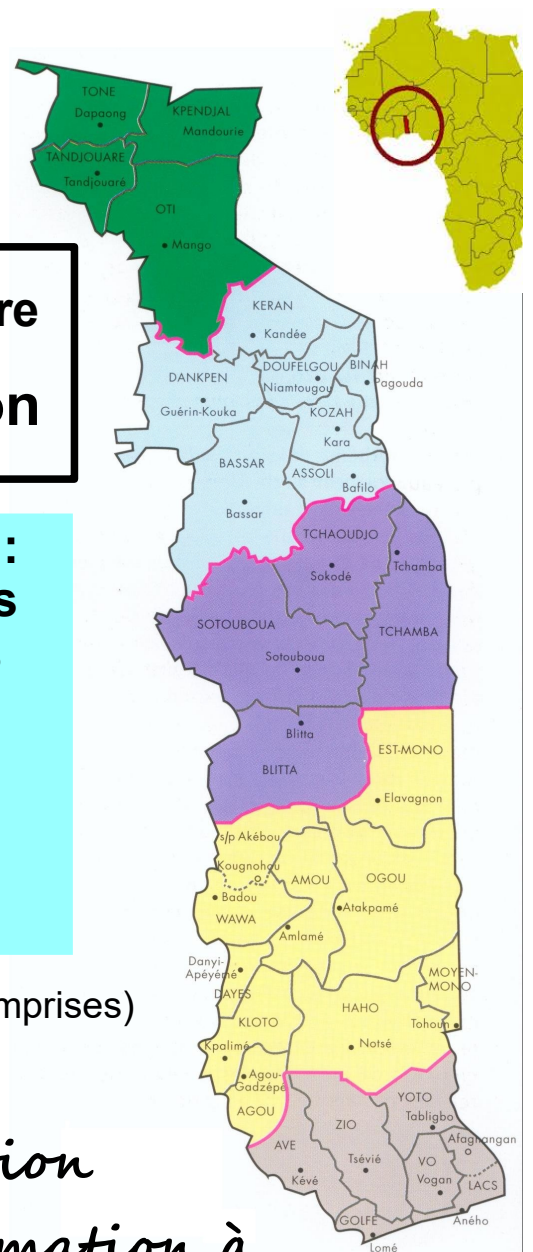 TONE
Dapaong
KPENDJAL
Mandourie
TANDJOUARE
Tandjouaré
OTI
Mango
re
on
KERAN
Kandée
DOUFELGOU
Niamtougou
BINAH
Pagouda
DANKPEN
Guérin-Kouka
KOZAH
Kara
BASSAR
Bassar
ASSOLI
Bafilo
:
s
TCHAOUDJO
Sokodé
Tchamba
TCHAMBA
SOTOUBOUA
Sotouboua
Blitta
BLITTA
EST-MONO
Elavagnon
s/p Akébou
Kougnohou
Badou
WAWA
AMOU
Amlamé
OGOU
Atakpamé
Danyi-
Apéyémé
DAYES
MOYEN-
MONO
Tohoun
mprises)
KLOTO
Kpalimé
HAHO
Notsé
Agou-
Gadzépé
AGOU
AVE
Kévé
ZIO
Tsévié
YOTO
Tabligbo
Afagnangan
VO
Vogan
LACS
Aného
GOLFE
Lomé
ion
mation à